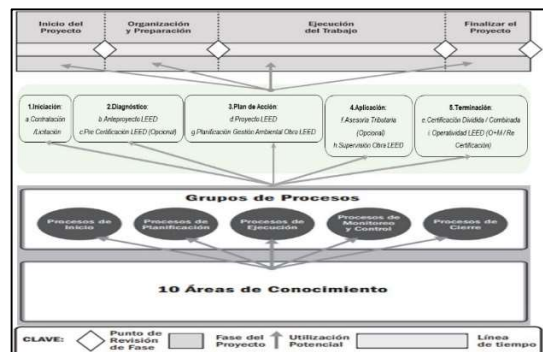 Inicio del
Proyecto
Organización
y Preparación
Ejecución
del Trabajo
Finalizar el
Proyecto
1.Iniciación:
a.Contratación
/Licitación
2.Diagnóstico:
b.Anteproyecto LEED
c.Pre Certificación LEED (Opcional)
3.Plan de Acción:
d.Proyecto LEED
g.Planificación Gestión Ambiental Obra LEED
4.Aplicación:
f.Asesoría Tributaria
(Opcional)
h.Supervisión Obra LEED
5.Terminación:
e.Certificación Dividida / Combinada
i.Operatividad LEED (O+M / Re
Certificación)
Grupos de Procesos
Procesos de
Inicio
Procesos de
Planificación
Procesos de
Ejecución
Procesos de
Monitoreo
y Control
Procesos de
Cierre
10 Áreas de Conocimiento
CLAVE:
Punto de
Revisión
de Fase
Fase del
Proyecto
Utilización
Potencial
Línea
de tiempo